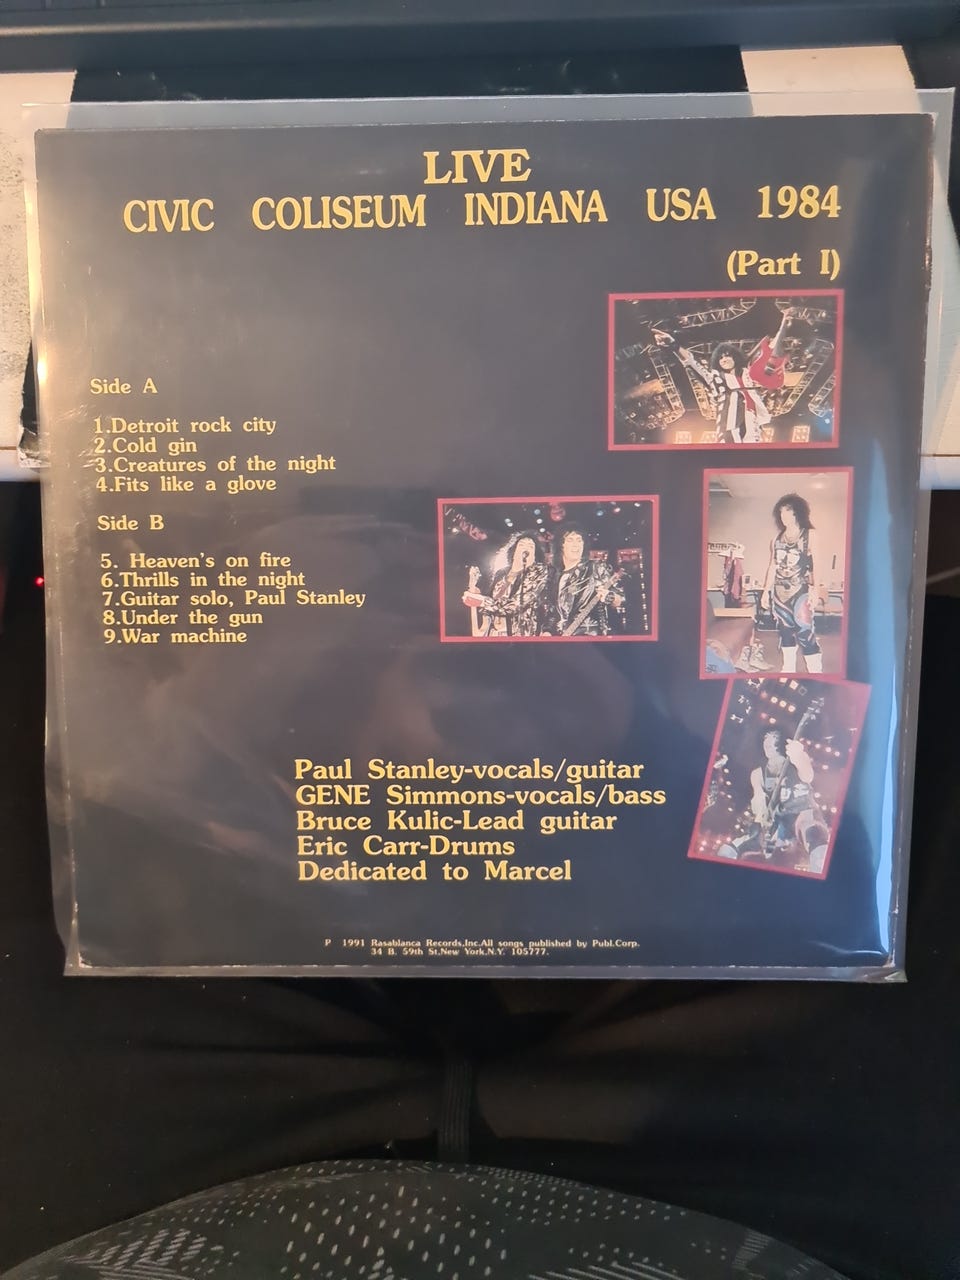 LIVE
CIVIC COLISEUM INDIANA USA 1984
(Part I)
Side A
1.Detroit rock city
2.Cold gin
3.Creatures of the night
4.Fits like a glove
Side B
5. Heaven's on fire
6.Thrills in the night
7.Guitar solo, Paul Stanley
8.Under the gun
9.War machine
Paul Stanley-vocals/guitar
GENE Simmons-vocals/bass
Bruce Kulic-Lead guitar
Eric Carr-Drums
Dedicated to Marcel
P 1991 Rasablanca Records,Inc.All songs published by Publ.Corp.
34 B. 59th St,New York,N.Y. 105777.